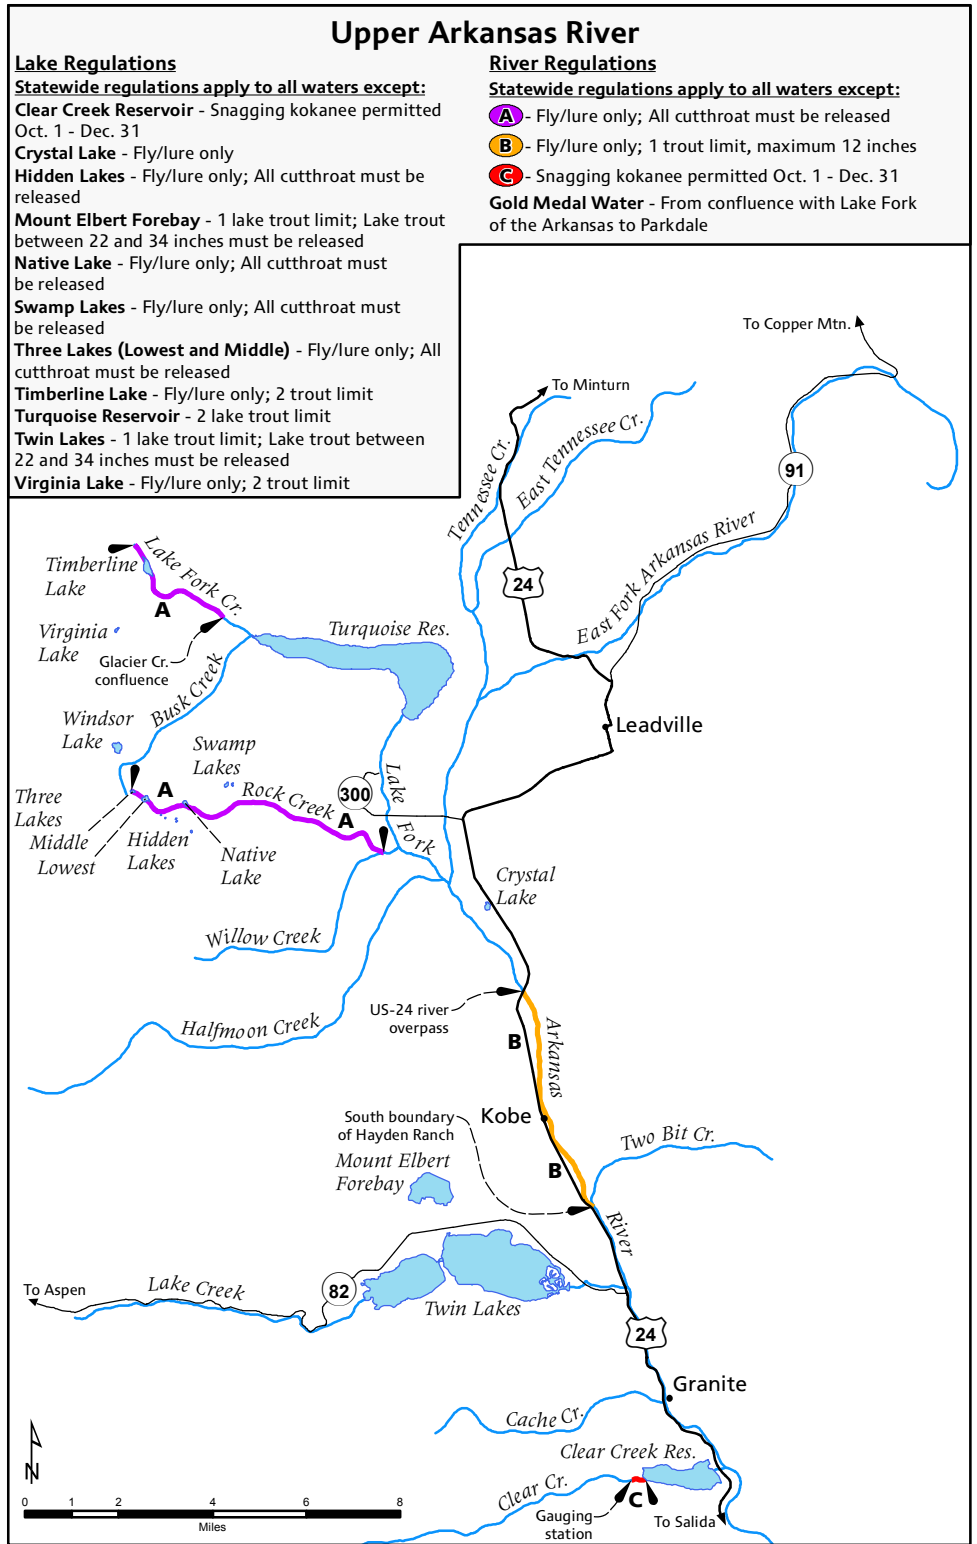 Upper Arkansas River
Lake Regulations
Statewide regulations apply to all waters except:
Clear Creek Reservoir - Snagging kokanee permitted
Oct. 1 - Dec. 31
Crystal Lake - Fly/lure only
Hidden Lakes - Fly/lure only; All cutthroat must be
released
Mount Elbert Forebay - 1 lake trout limit; Lake trout
between 22 and 34 inches must be released
Native Lake - Fly/lure only; All cutthroat must
be released
Swamp Lakes - Fly/lure only; All cutthroat must
be released
Three Lakes (Lowest and Middle) - Fly/lure only; All
cutthroat must be released
Timberline Lake - Fly/lure only; 2 trout limit
Turquoise Reservoir - 2 lake trout limit
Twin Lakes - 1 lake trout limit; Lake trout between
22 and 34 inches must be released
Virginia Lake - Fly/lure only; 2 trout limit
River Regulations
Statewide regulations apply to all waters except:
A - Fly/lure only; All cutthroat must be released
B - Fly/lure only; 1 trout limit, maximum 12 inches
C - Snagging kokanee permitted Oct. 1 - Dec. 31
Gold Medal Water - From confluence with Lake Fork
of the Arkansas to Parkdale
To Copper Mtn.
To Minturn
Tennessee Cr.
East Tennessee Cr.
91
East Fork Arkansas River
24
Timberline
Lake
Lake Fork Cr.
A
Virginia
Lake
Glacier Cr.
confluence
Turquoise Res.
Busk Creek
Windsor
Lake
Leadville
Swamp
Lakes
Three
Lakes
Middle
Lowest
A
Rock Creek
A
300
Lake
Fork
Hidden
Lakes
Native
Lake
Crystal
Lake
Willow Creek
Halfmoon Creek
US-24 river
overpass
B
Arkansas
Kobe
South boundary
of Hayden Ranch
B
Two Bit Cr.
Mount Elbert
Forebay
River
To Aspen
Lake Creek
82
Twin Lakes
24
Granite
Cache Cr.
Clear Creek Res.
Clear Cr.
C
Gauging
station
To Salida
N
0 1 2 4 6 8
Miles